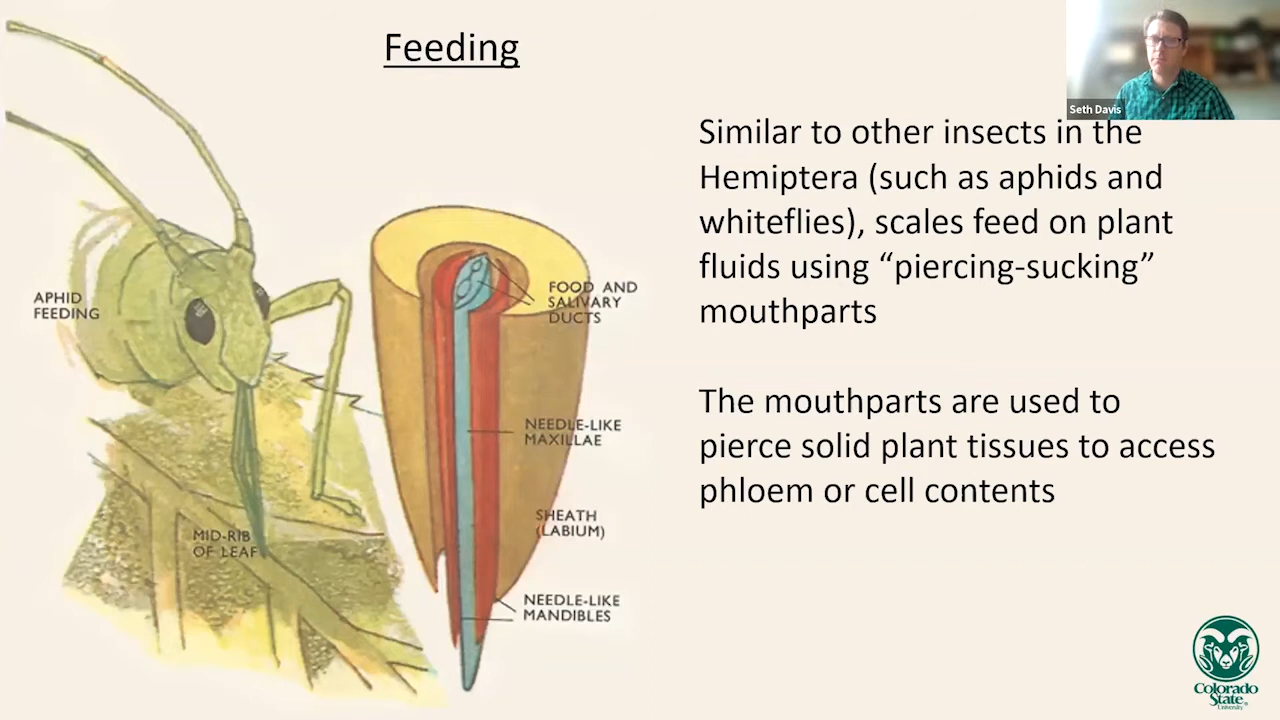 Feeding
Seth Davis
Similar to other insects in the
Hemiptera (such as aphids and
whiteflies), scales feed on plant
fluids using “piercing-sucking”
mouthparts
The mouthparts are used to
pierce solid plant tissues to access
phloem or cell contents
APHID
FEEDING
MID-RIB
OF LEAF
FOOD AND
SALIVARY
DUCTS
NEEDLE-LIKE
MAXILLAE
SHEATH
(LABIUM)
NEEDLE-LIKE
MANDIBLES
Colorado
State
University